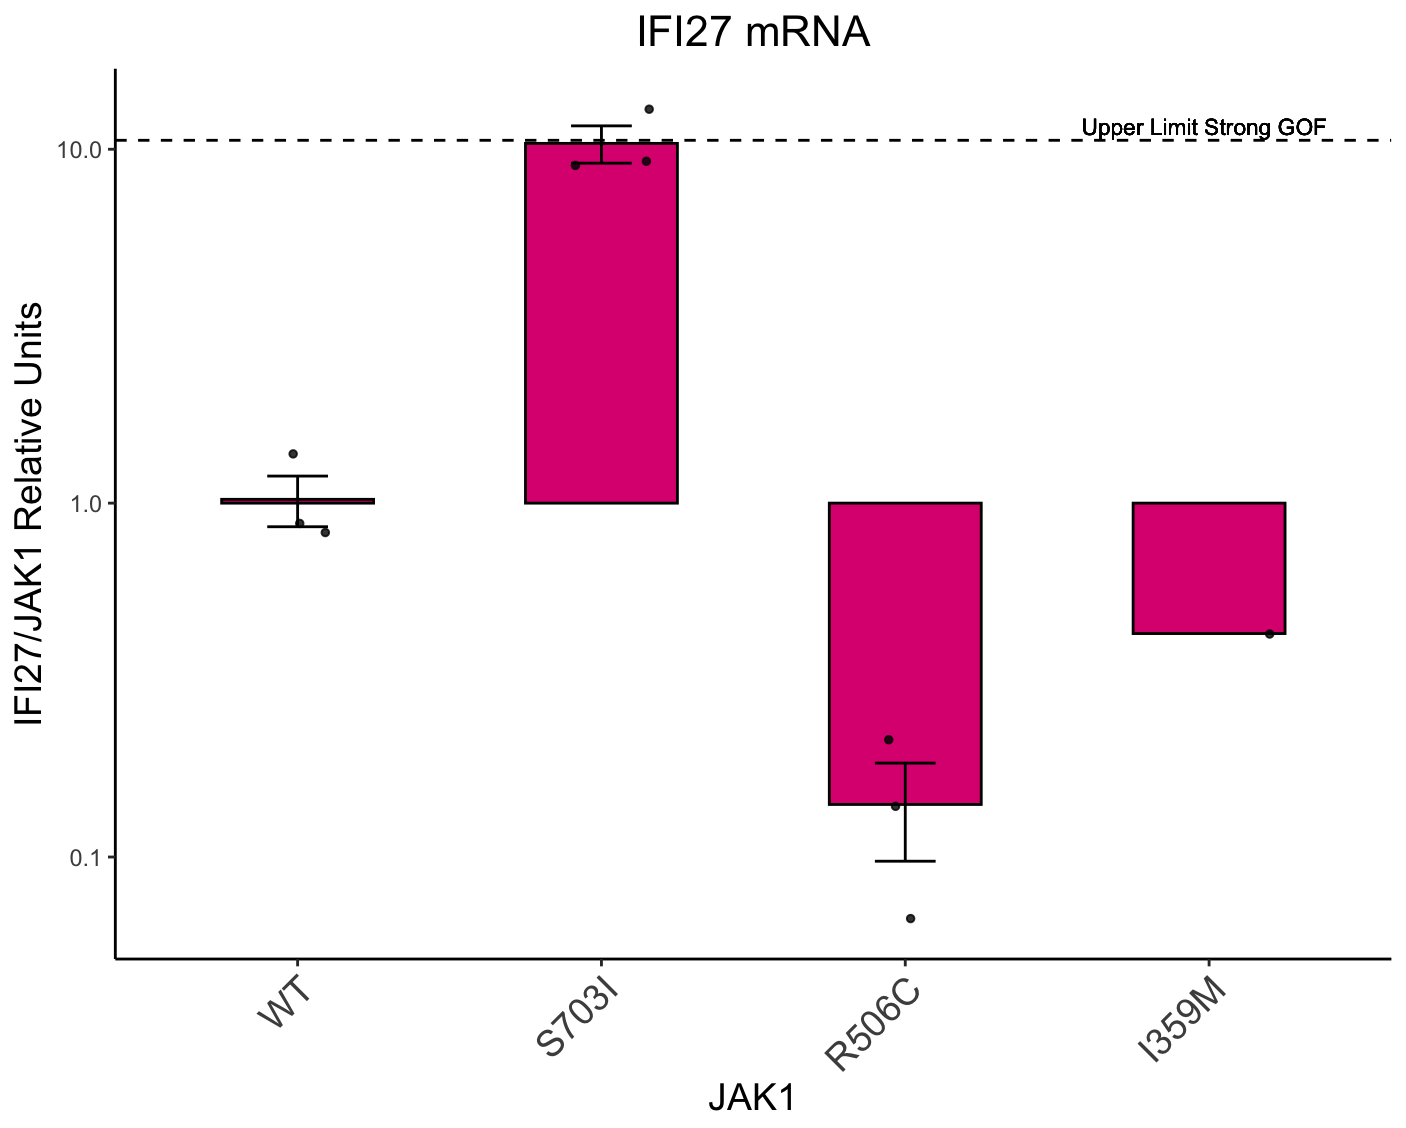 IFI27 mRNA
Upper Limit Strong GOF
10.0
1.0
0.1
IFI27/JAK1 Relative Units
WT
S703I
R506C
I359M
JAK1